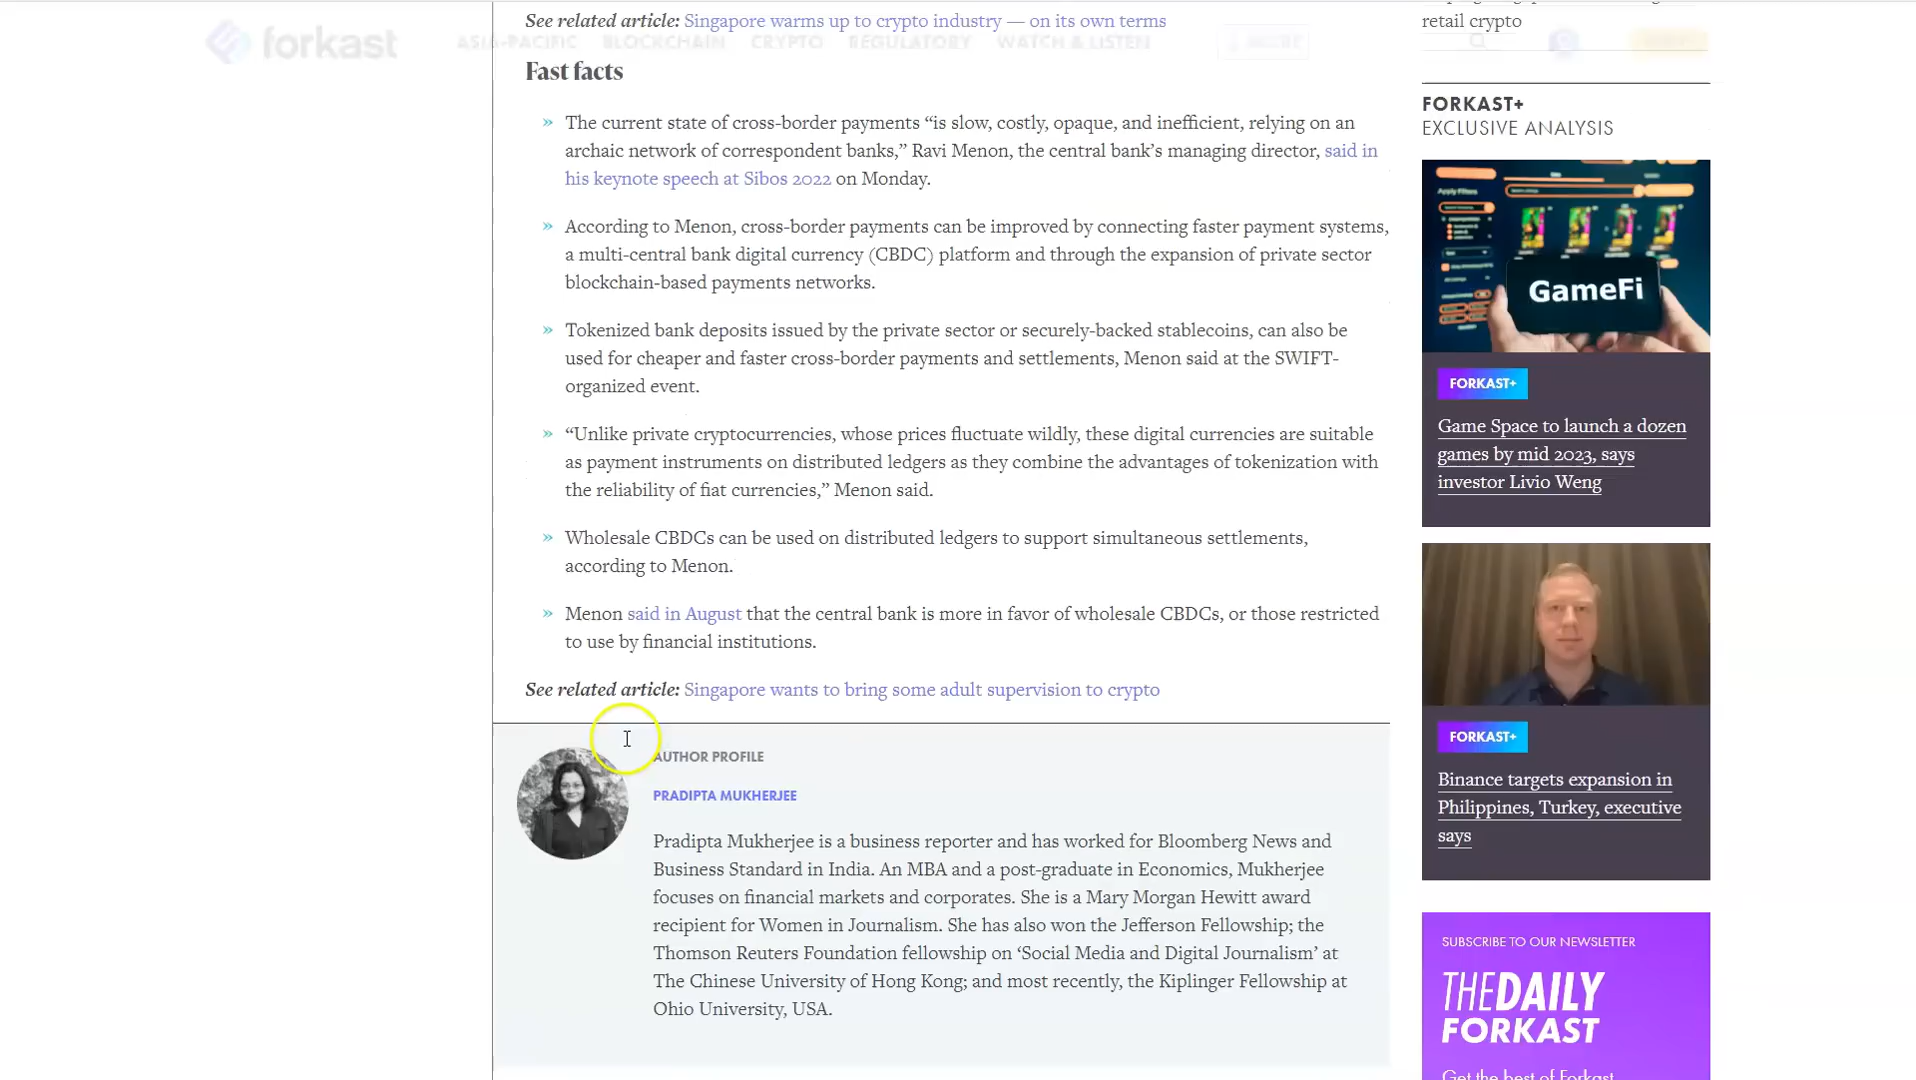 See related article: Singapore warms up to crypto industry — on its own terms
forkast
ASIA-PACIFIC BLOCKCHAIN CRYPTO REGULATORY WATCH & LISTEN
Fast facts
» The current state of cross-border payments “is slow, costly, opaque, and inefficient, relying on an
archaic network of correspondent banks,” Ravi Menon, the central bank’s managing director, said in
his keynote speech at Sibos 2022 on Monday.
» According to Menon, cross-border payments can be improved by connecting faster payment systems,
a multi-central bank digital currency (CBDC) platform and through the expansion of private sector
blockchain-based payments networks.
» Tokenized bank deposits issued by the private sector or securely-backed stablecoins, can also be
used for cheaper and faster cross-border payments and settlements, Menon said at the SWIFT-
organized event.
» “Unlike private cryptocurrencies, whose prices fluctuate wildly, these digital currencies are suitable
as payment instruments on distributed ledgers as they combine the advantages of tokenization with
the reliability of fiat currencies,” Menon said.
» Wholesale CBDCs can be used on distributed ledgers to support simultaneous settlements,
according to Menon.
» Menon said in August that the central bank is more in favor of wholesale CBDCs, or those restricted
to use by financial institutions.
See related article: Singapore wants to bring some adult supervision to crypto
AUTHOR PROFILE
PRADIPTA MUKHERJEE
Pradipta Mukherjee is a business reporter and has worked for Bloomberg News and
Business Standard in India. An MBA and a post-graduate in Economics, Mukherjee
focuses on financial markets and corporates. She is a Mary Morgan Hewitt award
recipient for Women in Journalism. She has also won the Jefferson Fellowship; the
Thomson Reuters Foundation fellowship on ‘Social Media and Digital Journalism’ at
The Chinese University of Hong Kong; and most recently, the Kiplinger Fellowship at
Ohio University, USA.
retail crypto
FORKAST+
EXCLUSIVE ANALYSIS
Apply Filters
GameFi
FORKAST+
Game Space to launch a dozen
games by mid 2023, says
investor Livio Weng
FORKAST+
Binance targets expansion in
Philippines, Turkey, executive
says
SUBSCRIBE TO OUR NEWSLETTER
THE DAILY
FORKAST
Get the best of Forkast